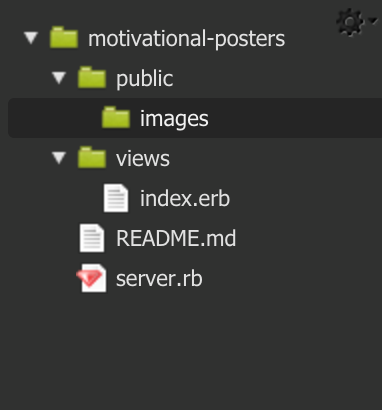 motivational-posters
public
images
views
index.erb
README.md
server.rb